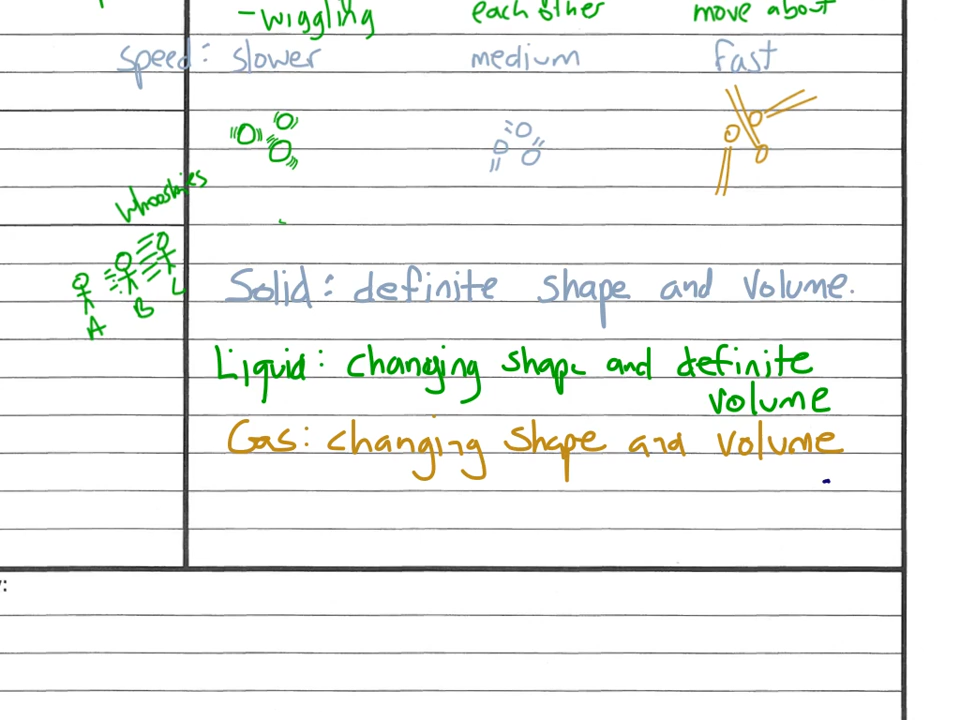 - wiggling each other move about
speed: slower medium fast
whooshies
A B L
Solid: definite shape and volume.
Liquid: changing shape and definite
volume
Gas: changing shape and volume
y: